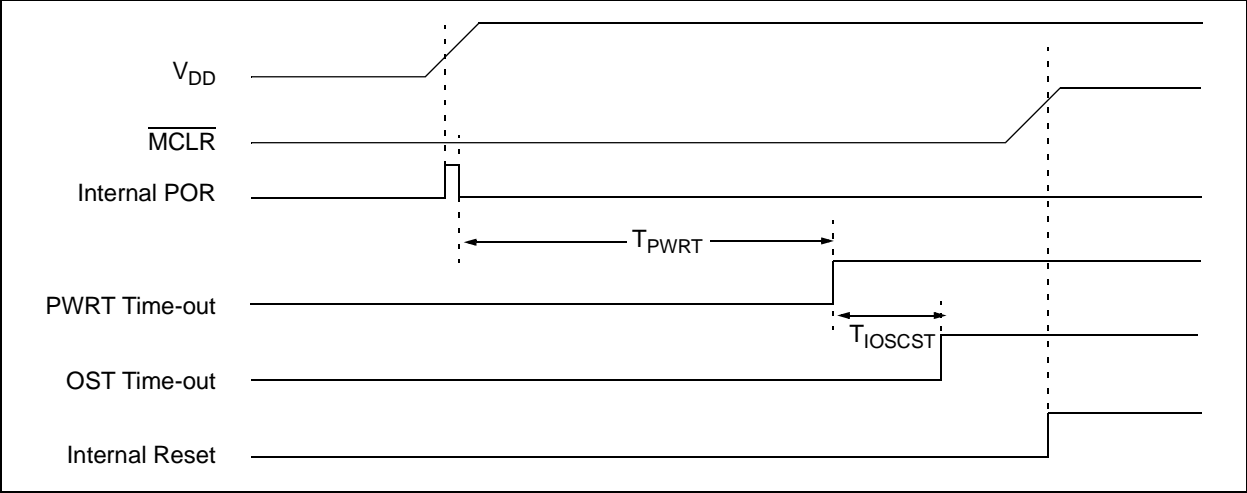 VDD
MCLR
Internal POR
TPWRT
PWRT Time-out
TIOSCST
OST Time-out
Internal Reset